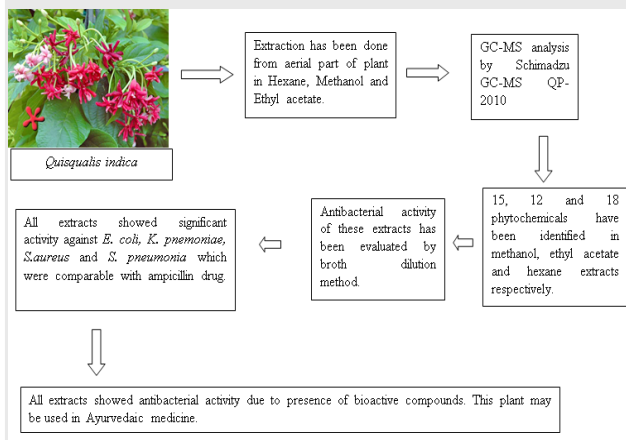 Quisqualis indica
Extraction has been done
from aerial part of plant
in Hexane, Methanol and
Ethyl acetate.
GC-MS analysis
by Schimadzu
GC-MS QP-
2010
15, 12 and 18
phytochemicals have
been identified in
methanol, ethyl acetate
and hexane extracts
respectively.
Antibacterial activity
of these extracts has
been evaluated by
broth dilution
method.
All extracts showed significant
activity against E. coli, K. pnemoniae,
S.aureus and S. pneumonia which
were comparable with ampicillin drug.
All extracts showed antibacterial activity due to presence of bioactive compounds. This plant may
be used in Ayurvedaic medicine.